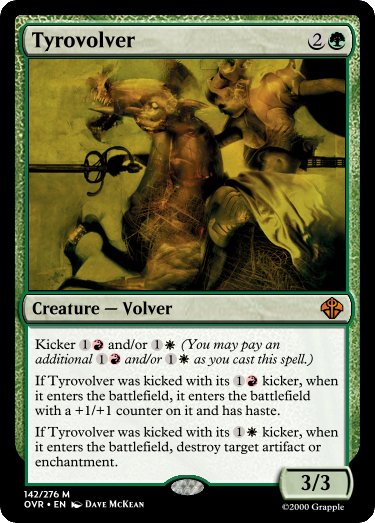 Tyrovolver 2
Creature — Volver
Kicker 1 and/or 1 (You may pay an
additional 1 and/or 1 as you cast this spell.)
If Tyrovolver was kicked with its 1 kicker, when
it enters the battlefield, it enters the battlefield
with a +1/+1 counter on it and has haste.
If Tyrovolver was kicked with its 1 kicker, when
it enters the battlefield, destroy target artifact or
enchantment.
3/3
142/276 M
OVR • EN Dave McKean
©2000 Grapple